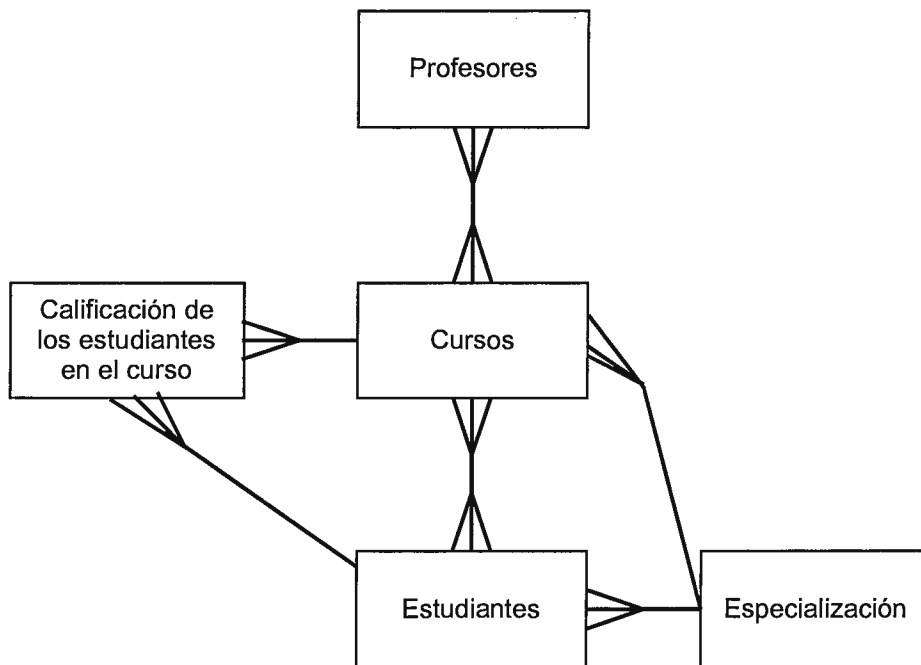 Profesores
Calificación de
los estudiantes
en el curso
Cursos
Estudiantes
Especialización